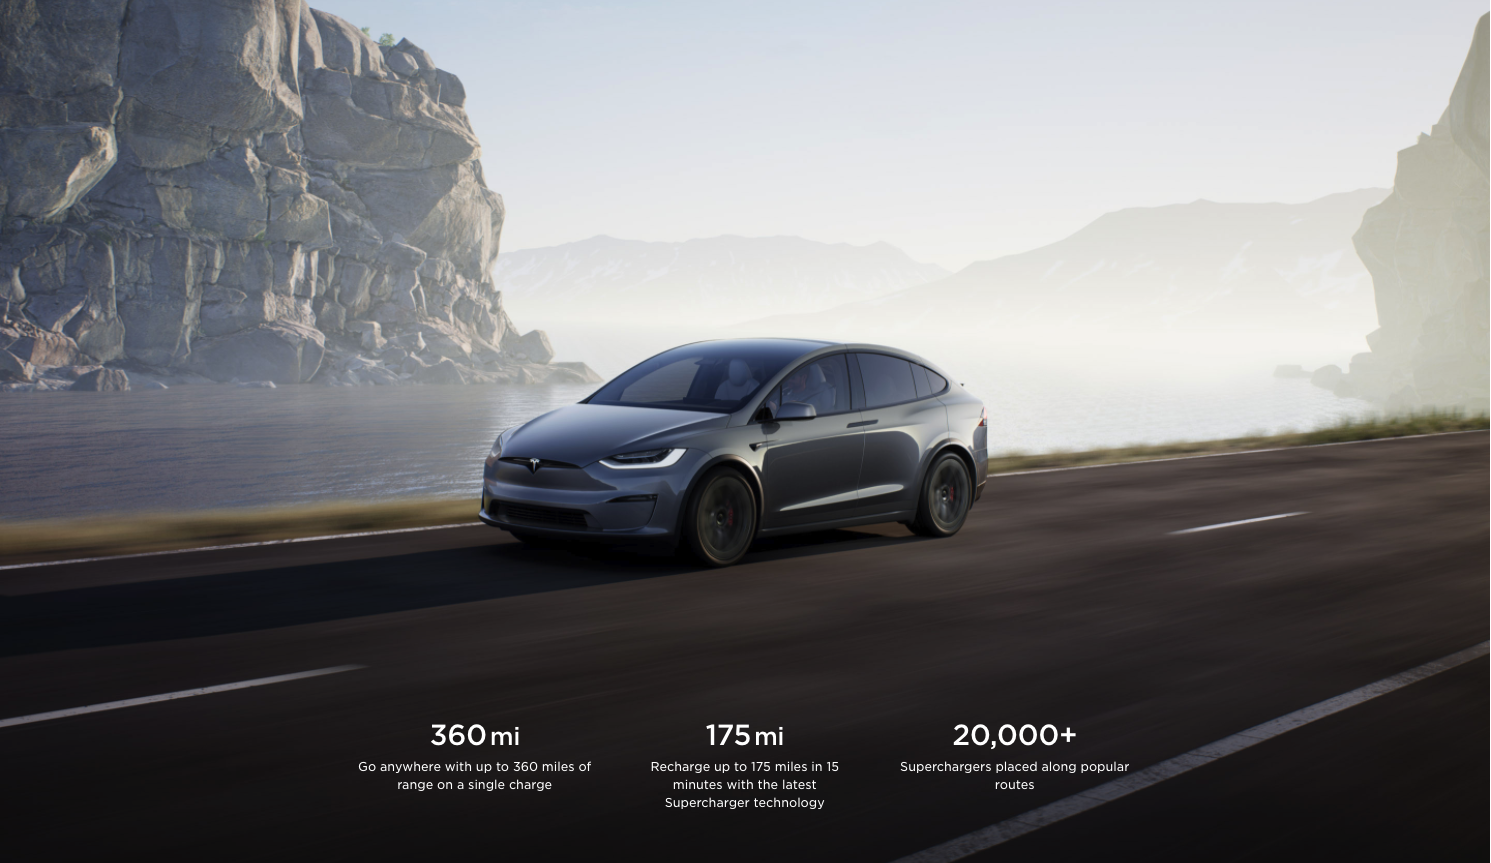 360 mi
Go anywhere with up to 360 miles of
range on a single charge
175 mi
Recharge up to 175 miles in 15
minutes with the latest
Supercharger technology
20,000+
Superchargers placed along popular
routes